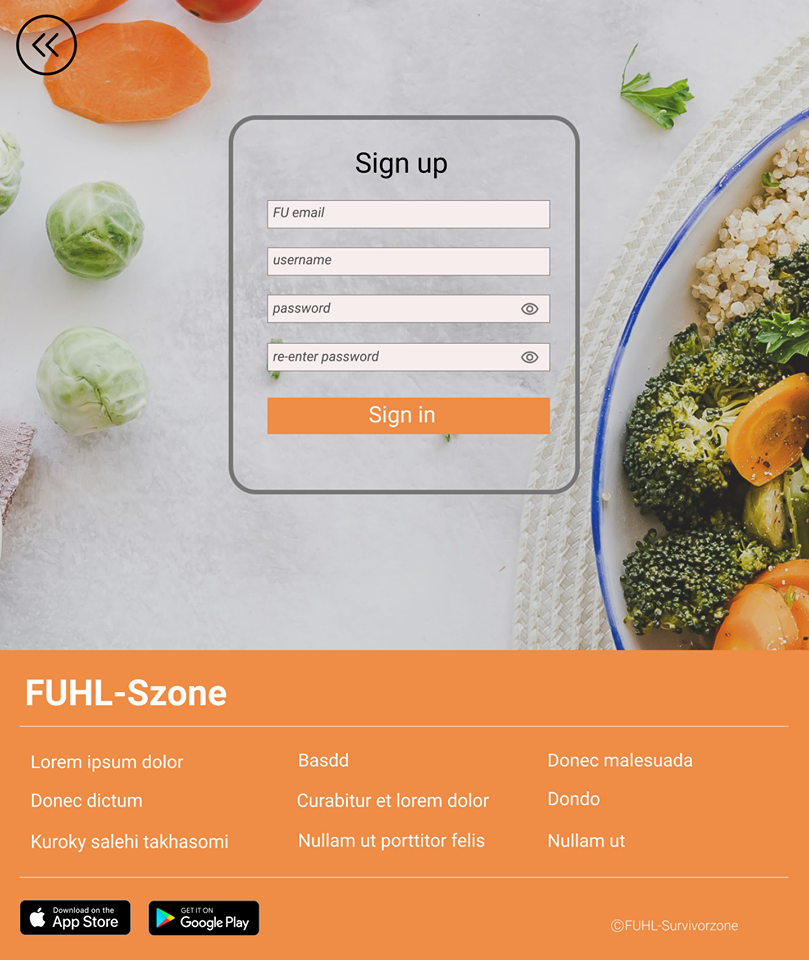 Sign up
FU email
username
password
re-enter password
Sign in
FUHL-Szone
Lorem ipsum dolor
Basdd
Donec malesuada
Donec dictum
Curabitur et lorem dolor
Dondo
Kuroky salehi takhasomi
Nullam ut porttitor felis
Nullam ut
Download on the
App Store
GET IT ON
Google Play
©FUHL-Survivorzone